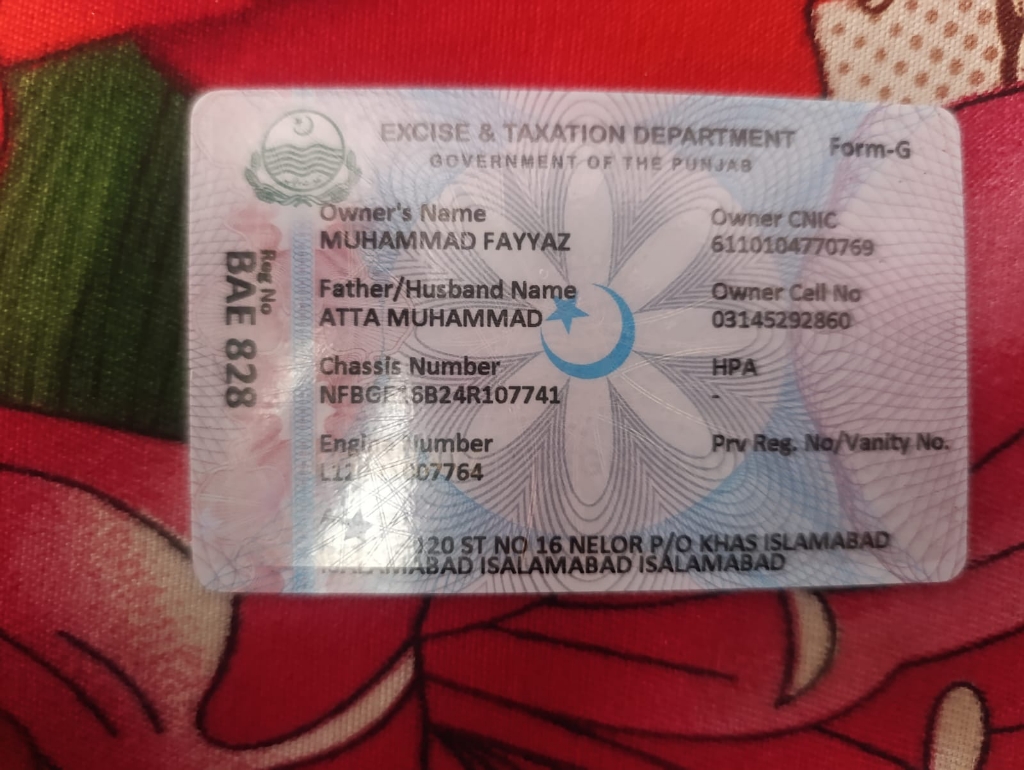 EXCISE & TAXATION DEPARTMENT
Form-G
GOVERNMENT OF THE PUNJAB
Reg No
BAE 828
Owner's Name
MUHAMMAD FAYYAZ
Owner CNIC
6110104770769
Father/Husband Name
ATTA MUHAMMAD
Owner Cell No
03145292860
Chassis Number
HPA
-
Engine Number
Prv Reg. No/Vanity No.
ST NO 16 NELOR P/O KHAS ISLAMABAD
ISALAMABAD ISALAMABAD